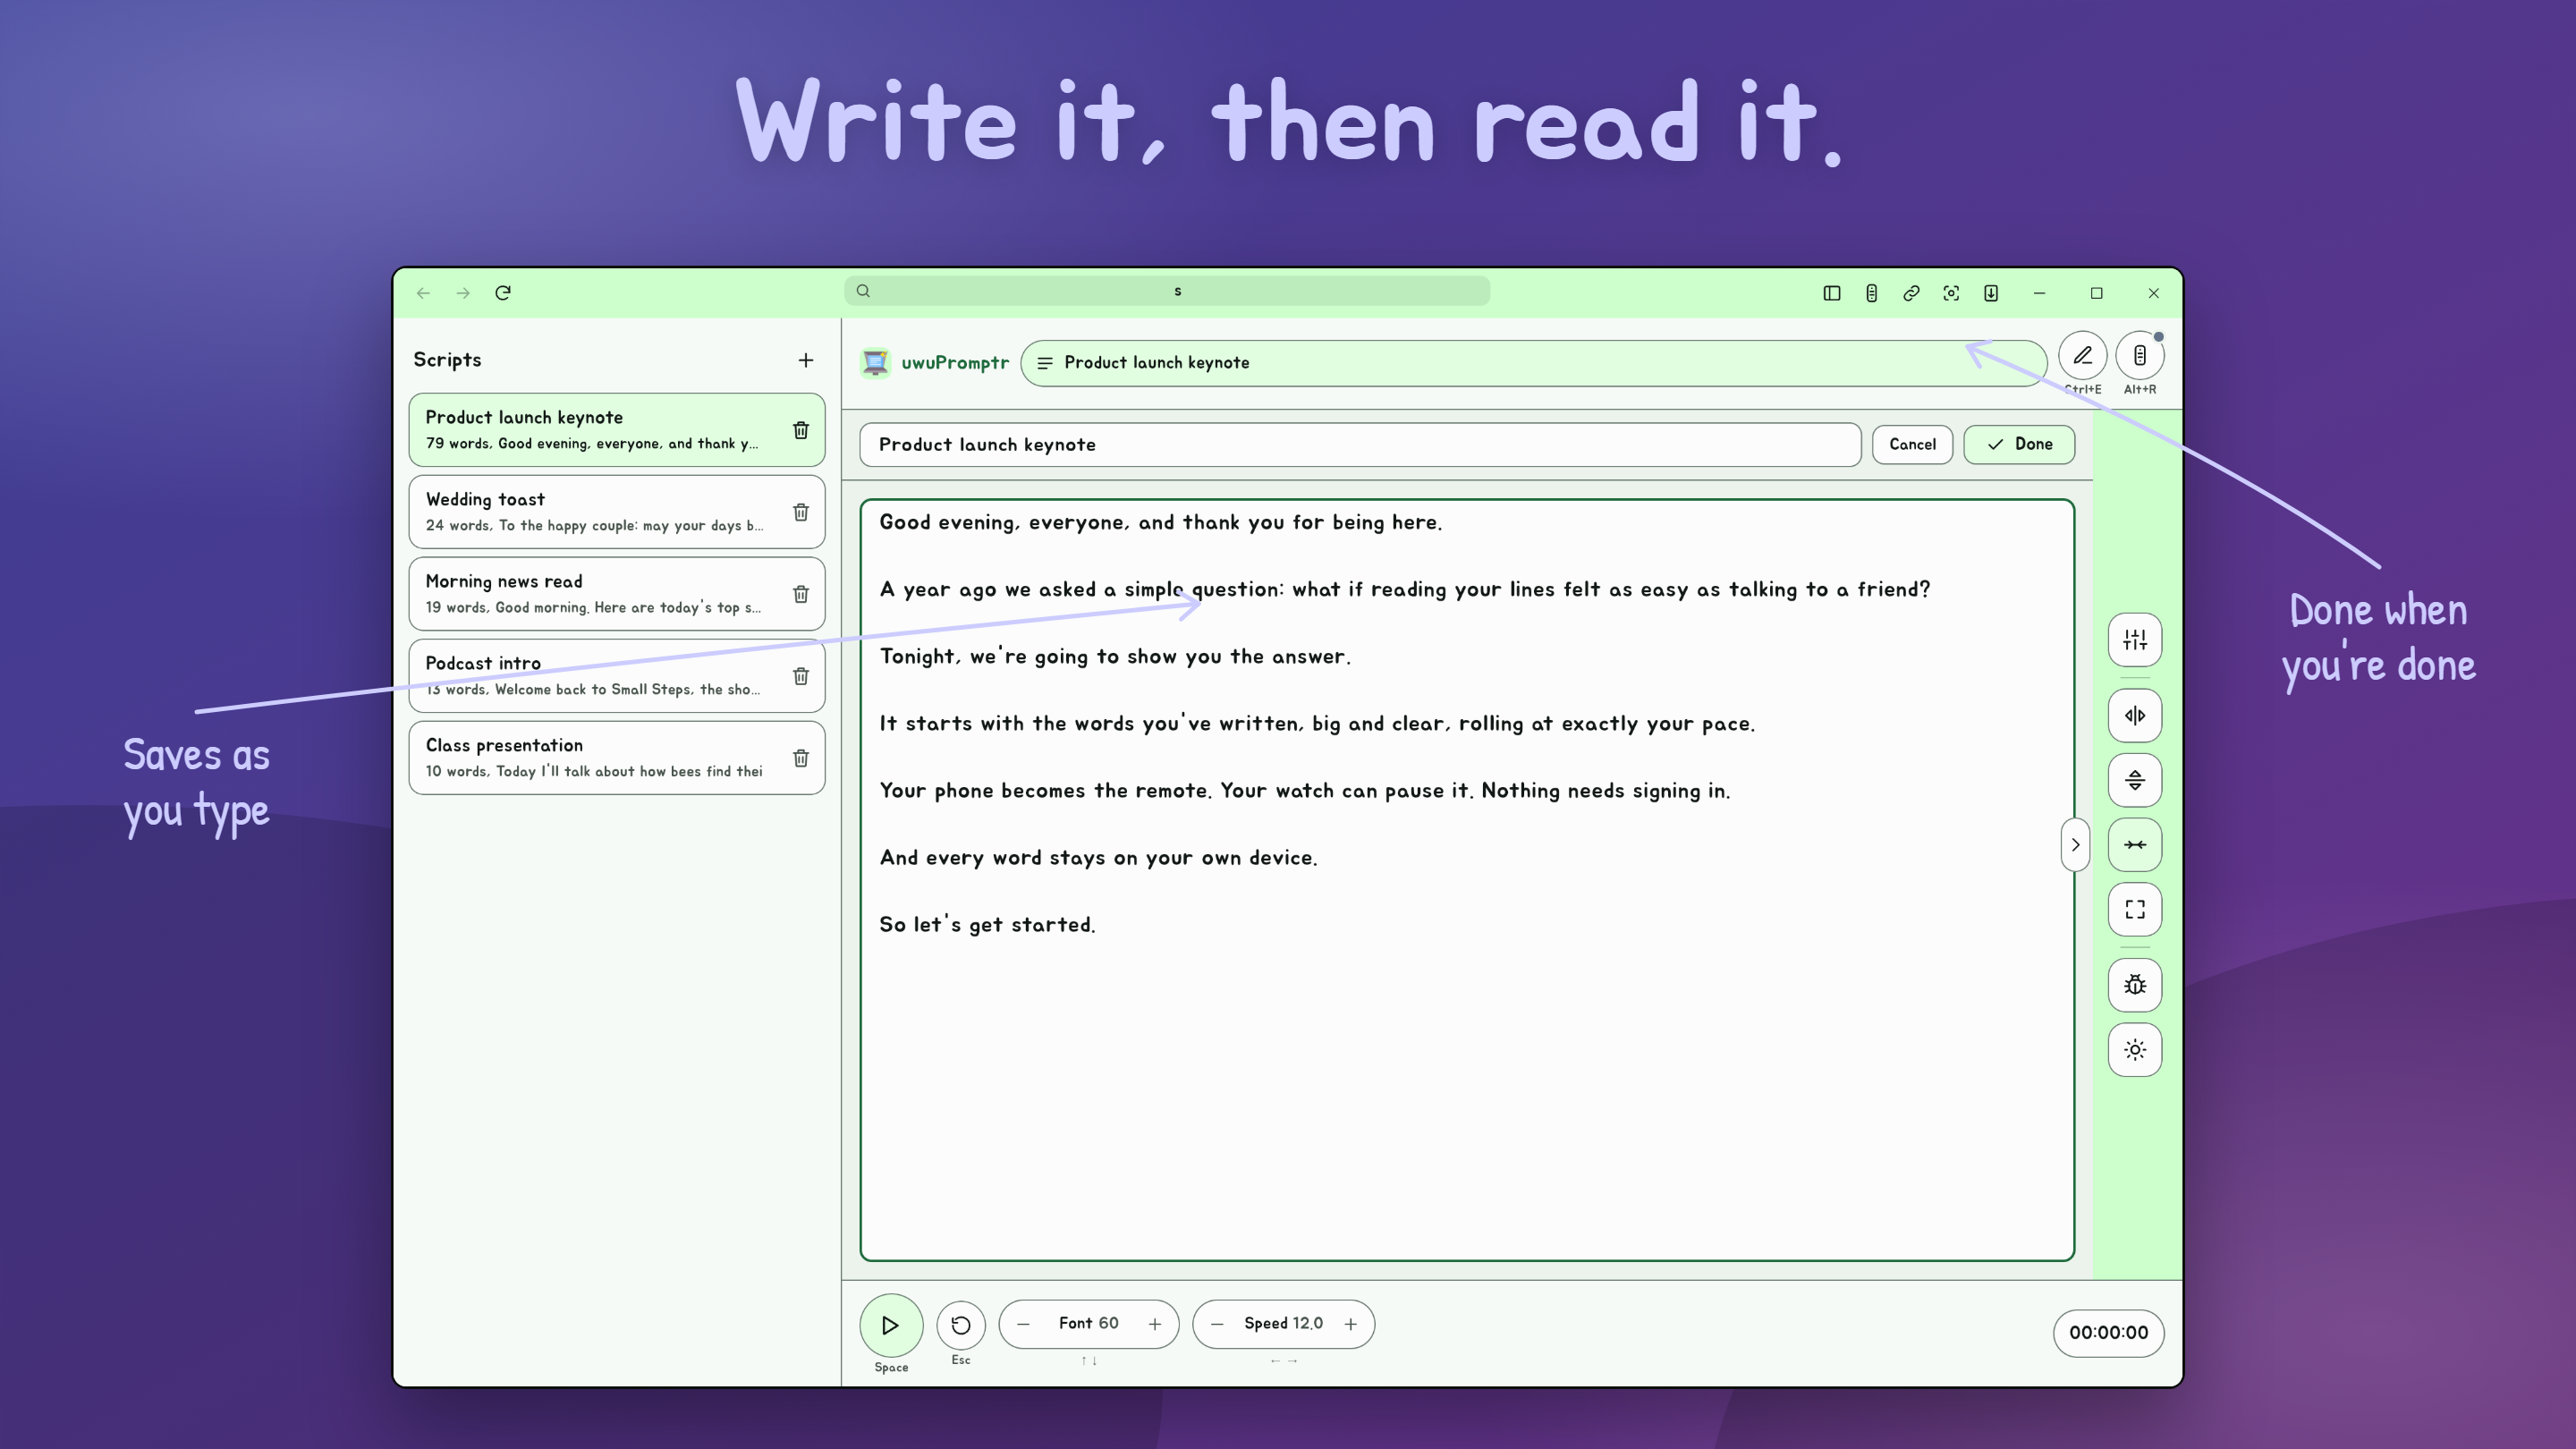 Write it, then read it.
s
Scripts
Product launch keynote
79 words, Good evening, everyone, and thank y...
Wedding toast
24 words, To the happy couple: may your days b...
Morning news read
19 words, Good morning. Here are today's top s...
Podcast intro
13 words, Welcome back to Small Steps, the sho...
Class presentation
10 words, Today I'll talk about how bees find thei
uwuPromptr
Product launch keynote
Ctrl+E
Alt+R
Product launch keynote
Cancel
Done
Good evening, everyone, and thank you for being here.
A year ago we asked a simple question: what if reading your lines felt as easy as talking to a friend?
Tonight, we're going to show you the answer.
It starts with the words you've written, big and clear, rolling at exactly your pace.
Your phone becomes the remote. Your watch can pause it. Nothing needs signing in.
And every word stays on your own device.
So let's get started.
Saves as
you type
Done when
you're done
Space
Esc
Font 60
↑ ↓
Speed 12.0
← →
00:00:00